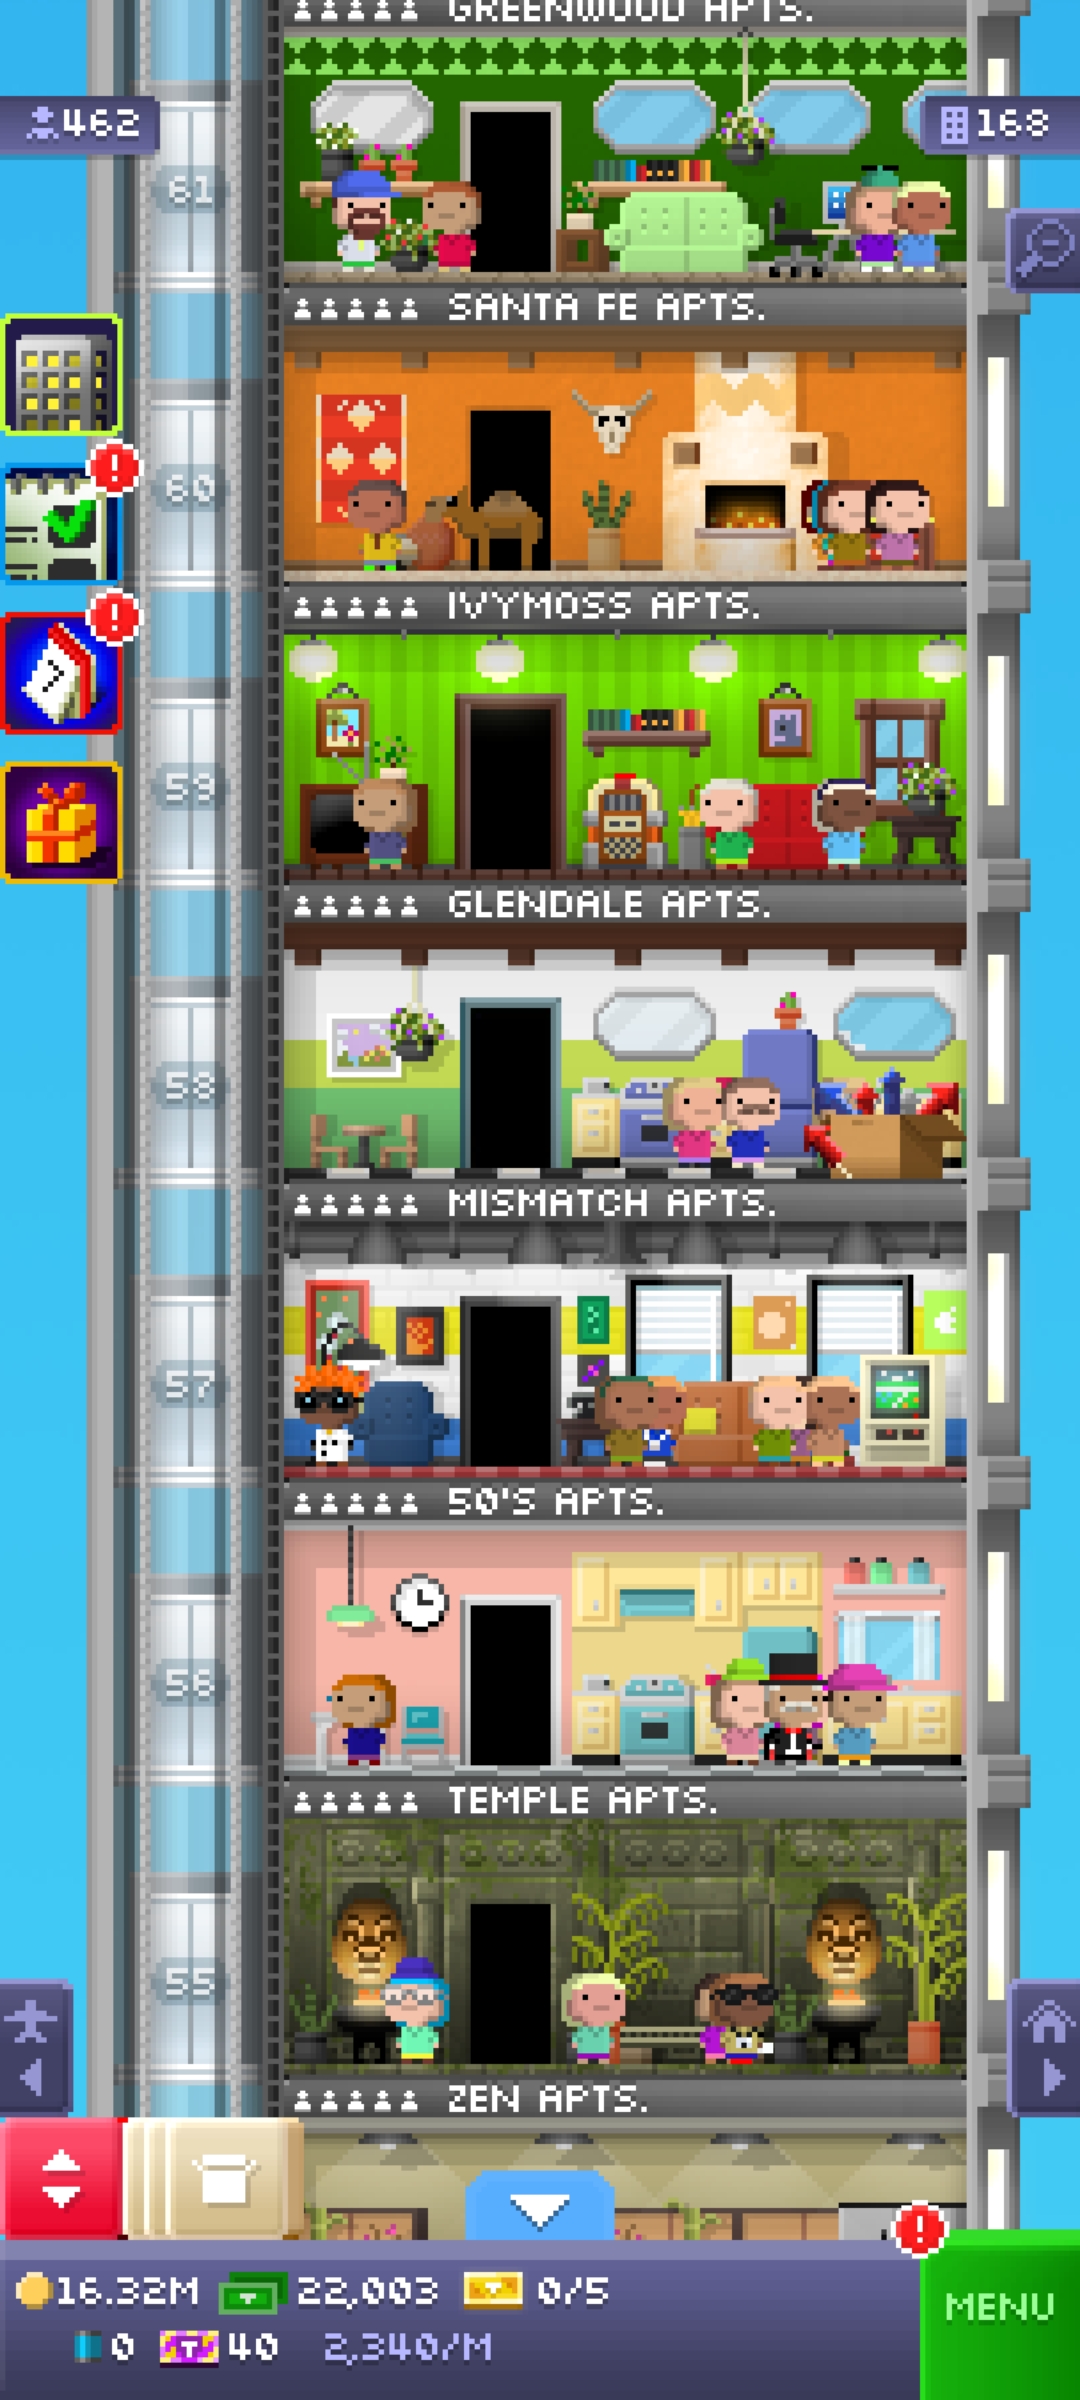 GREENWOOD APTS.
462
168
61
SANTA FE APTS.
60
IVYMOSS APTS.
7
59
GLENDALE APTS.
58
MISMATCH APTS.
57
50'S APTS.
56
TEMPLE APTS.
55
ZEN APTS.
16.32M 22,003 0/5
0 40 2,340/M
MENU